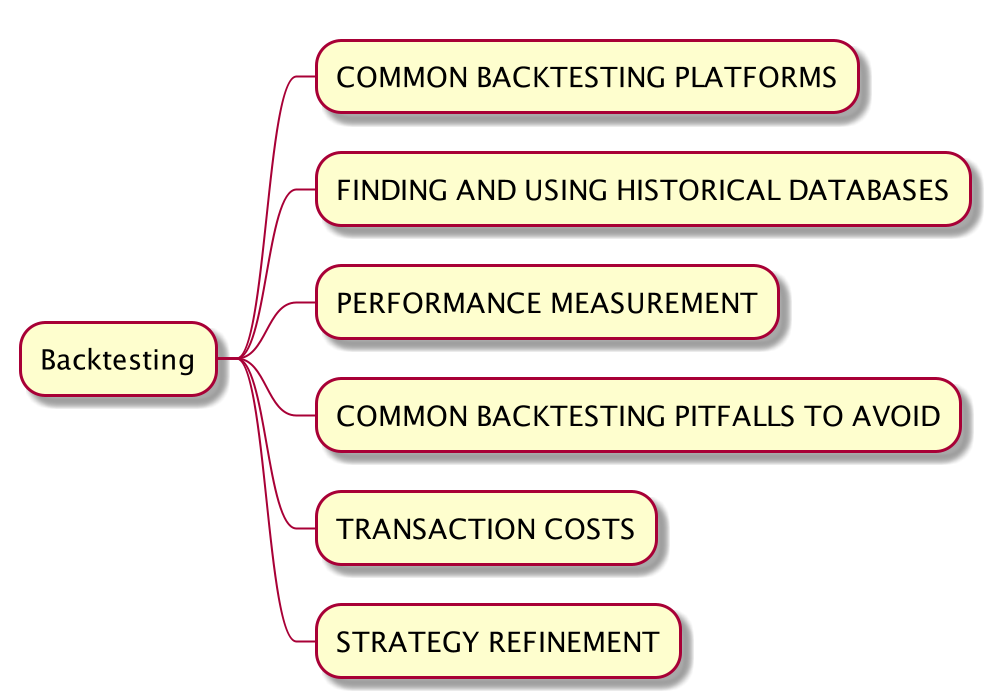 COMMON BACKTESTING PLATFORMS
FINDING AND USING HISTORICAL DATABASES
PERFORMANCE MEASUREMENT
Backtesting
COMMON BACKTESTING PITFALLS TO AVOID
TRANSACTION COSTS
STRATEGY REFINEMENT